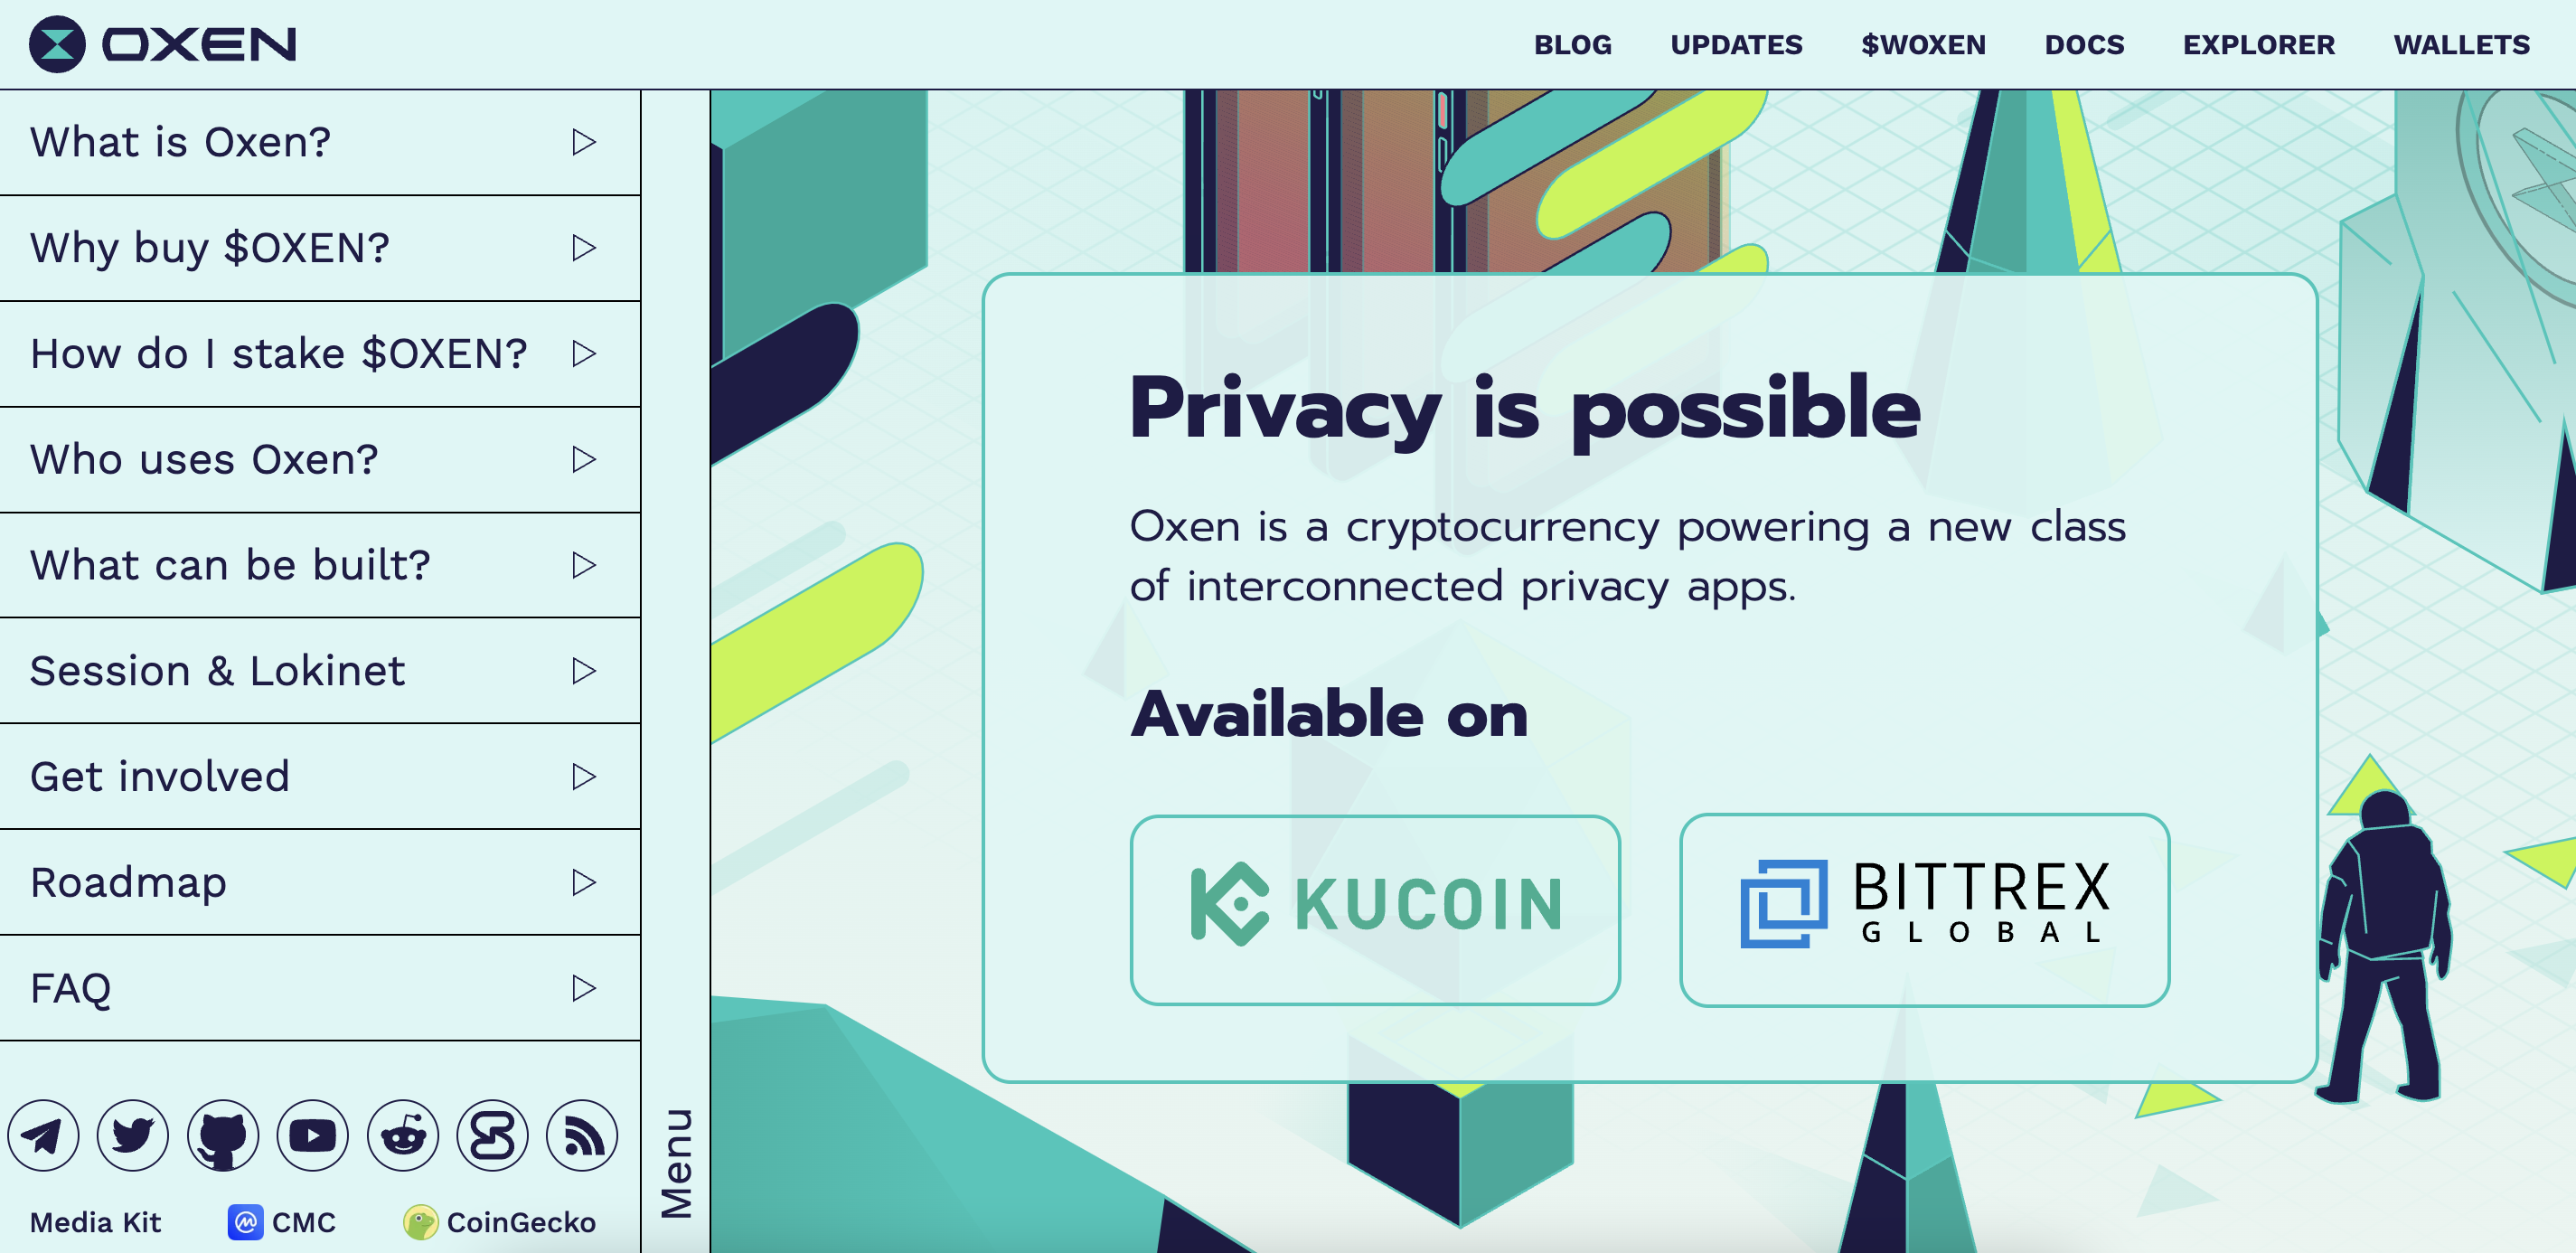 OXEN
BLOG UPDATES $WOXEN DOCS EXPLORER WALLETS
What is Oxen?
Why buy $OXEN?
How do I stake $OXEN?
Who uses Oxen?
What can be built?
Session & Lokinet
Get involved
Roadmap
FAQ
Media Kit CMC CoinGecko
Menu
Privacy is possible
Oxen is a cryptocurrency powering a new class
of interconnected privacy apps.
Available on
KUCOIN
BITTREX
GLOBAL